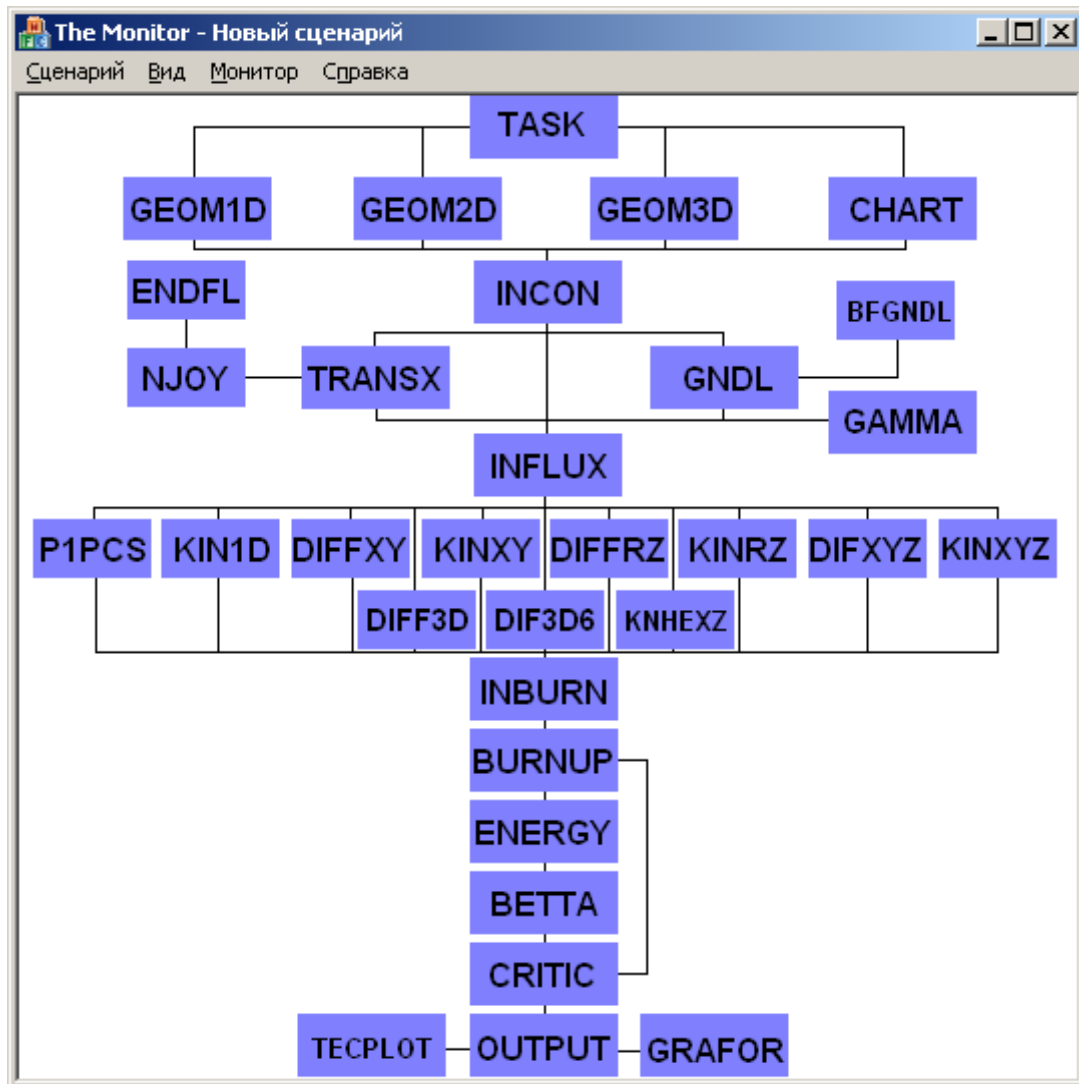 The Monitor - Новый сценарий
Сценарий Вид Монитор Справка
TASK
GEOM1D GEOM2D GEOM3D CHART
ENDFL INCON BFGNDL
NJOY TRANSX GNDL
GAMMA
INFLUX
P1PCS KIN1D DIFFXY KINXY DIFFRZ KINRZ DIFXYZ KINXYZ
DIFF3D DIF3D6 KNHEXZ
INBURN
BURNUP
ENERGY
BETTA
CRITIC
TECPLOT OUTPUT GRAFOR